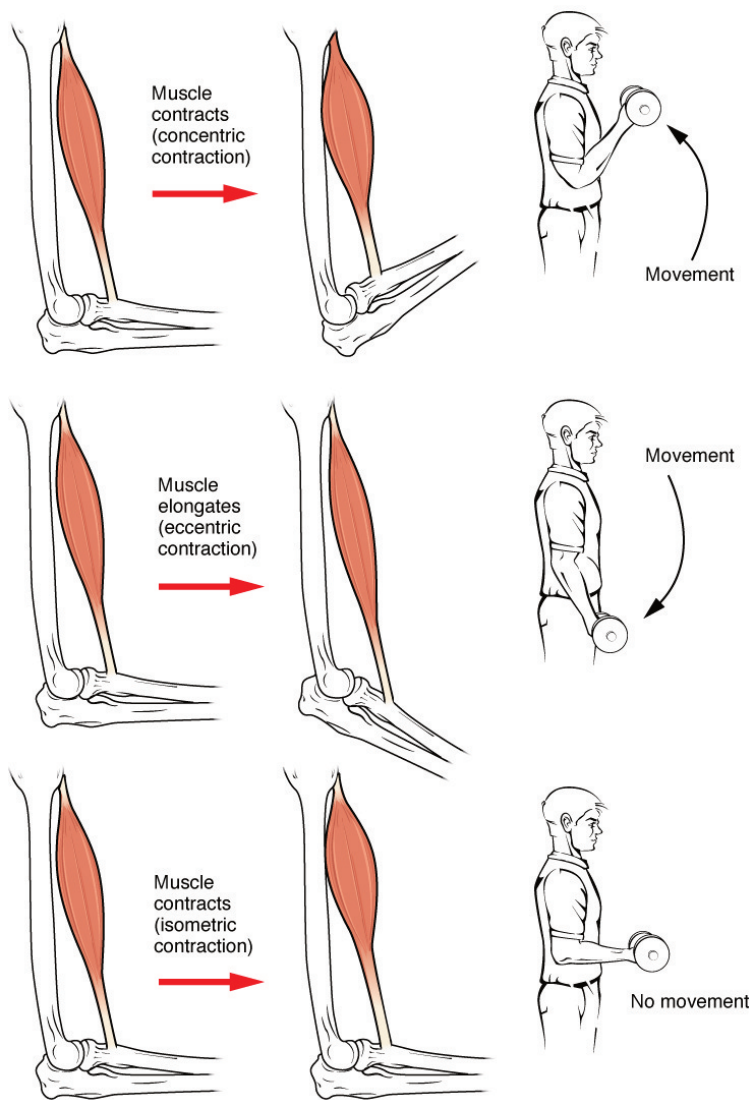 Muscle
contracts
(concentric
contraction)
Movement
Muscle
elongates
(eccentric
contraction)
Movement
Muscle
contracts
(isometric
contraction)
No movement